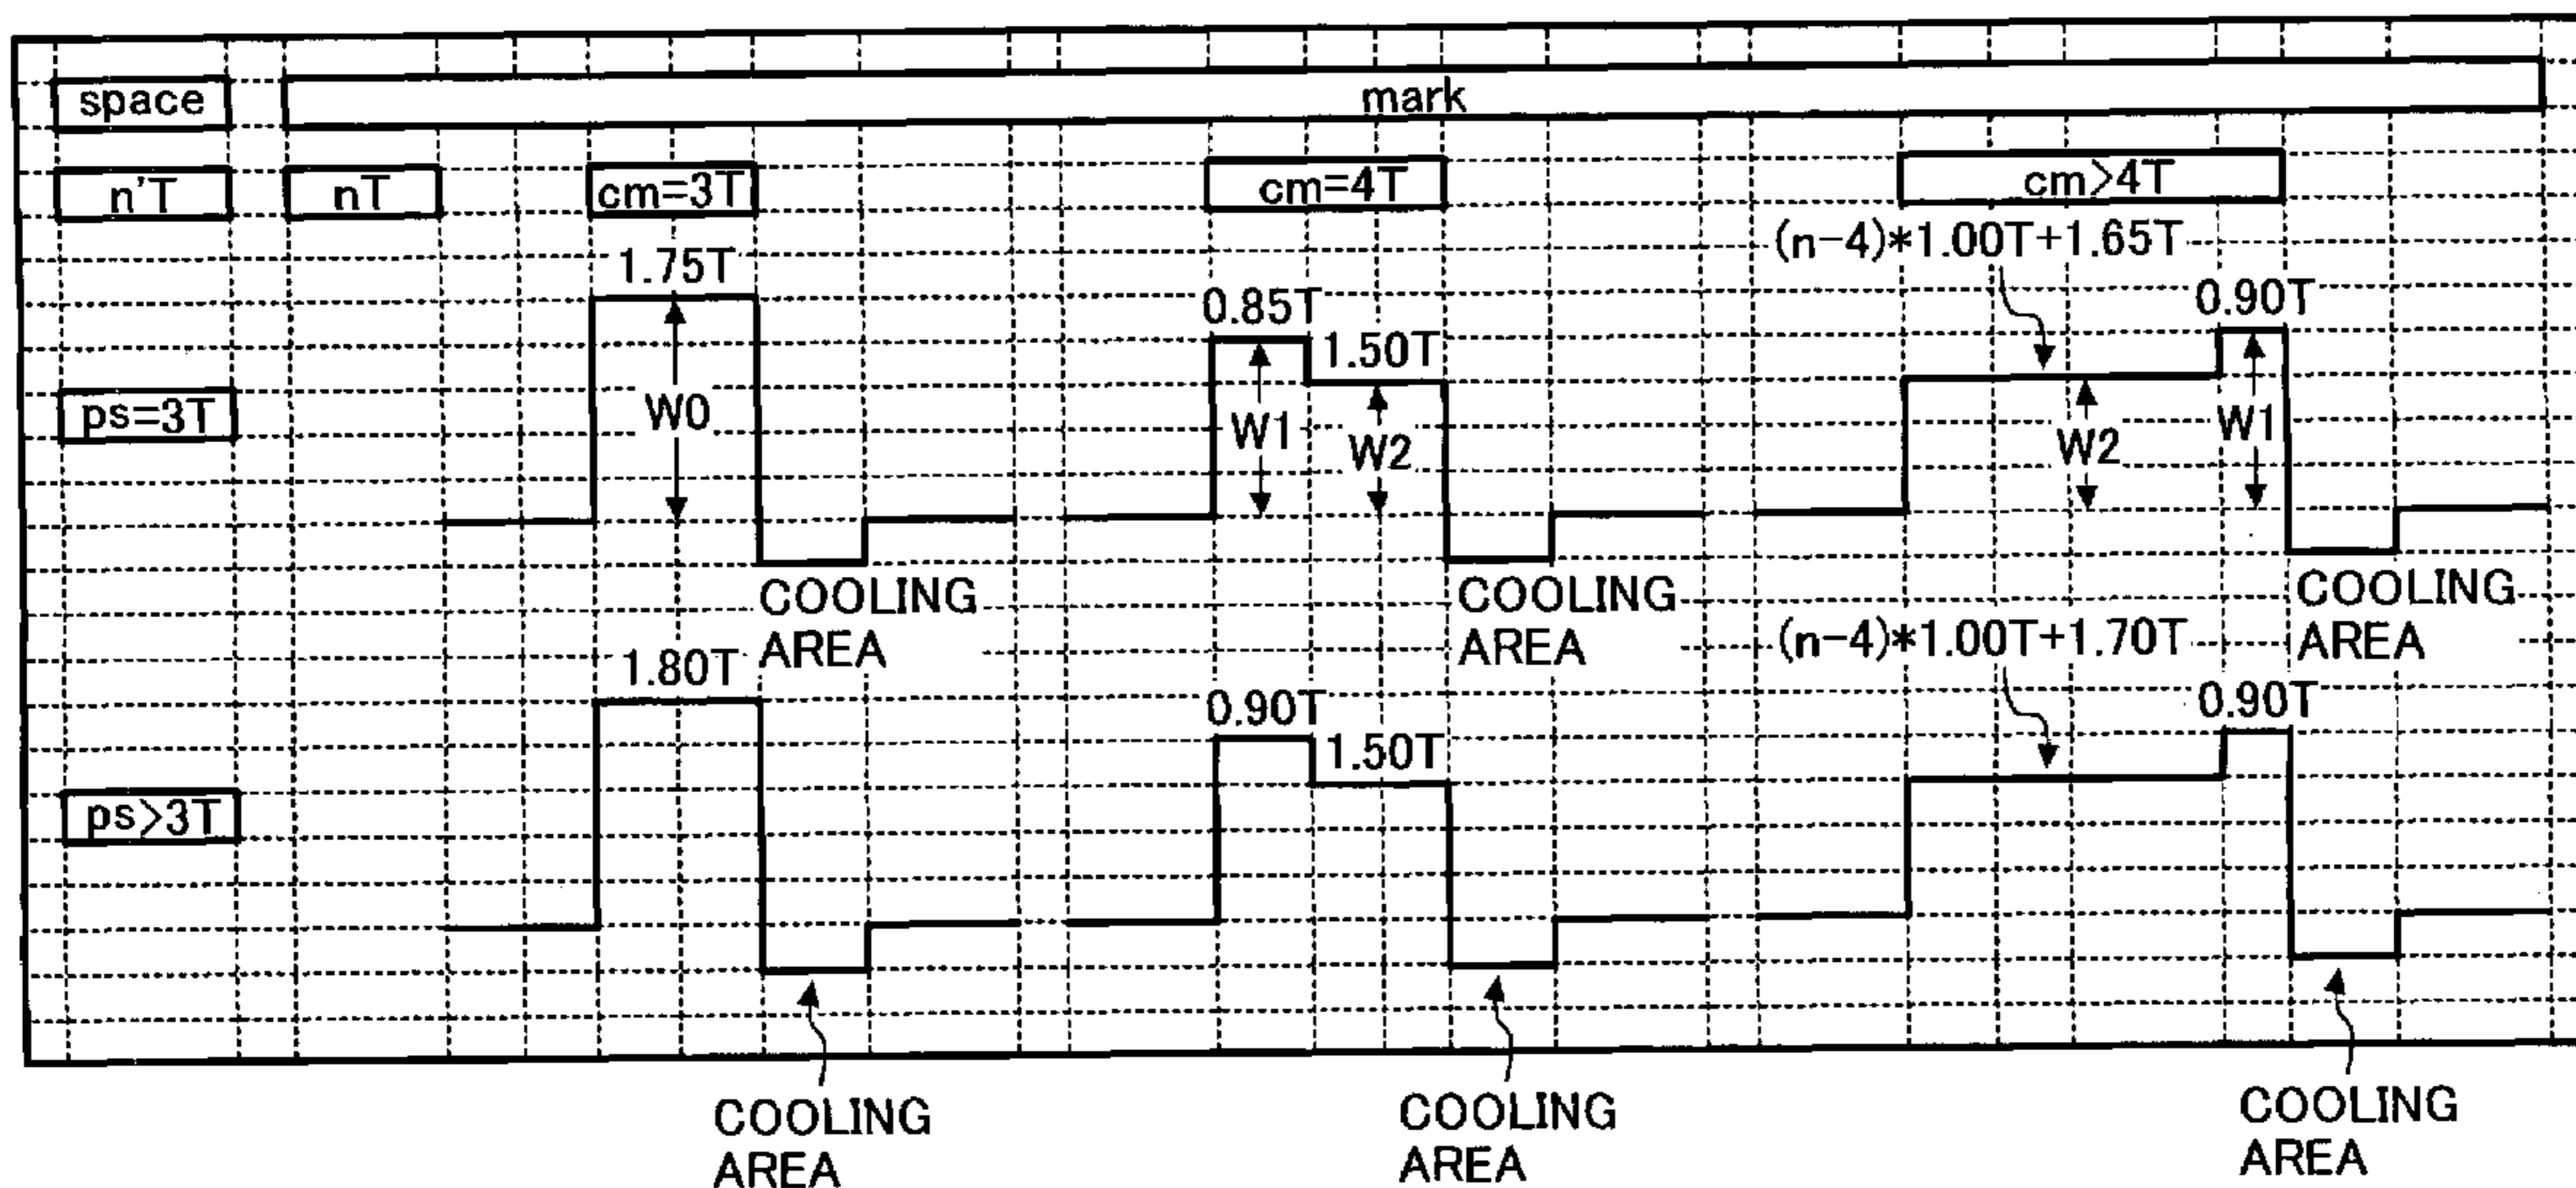 space
mark
n'T
nT
cm=3T
cm=4T
cm>4T
(n-4)*1.00T+1.65T
1.75T
0.85T
0.90T
1.50T
ps=3T
W0
W1
W2
W2
W1
COOLING
AREA
COOLING
AREA
COOLING
AREA
(n-4)*1.00T+1.70T
1.80T
0.90T
0.90T
1.50T
ps>3T
COOLING
AREA
COOLING
AREA
COOLING
AREA